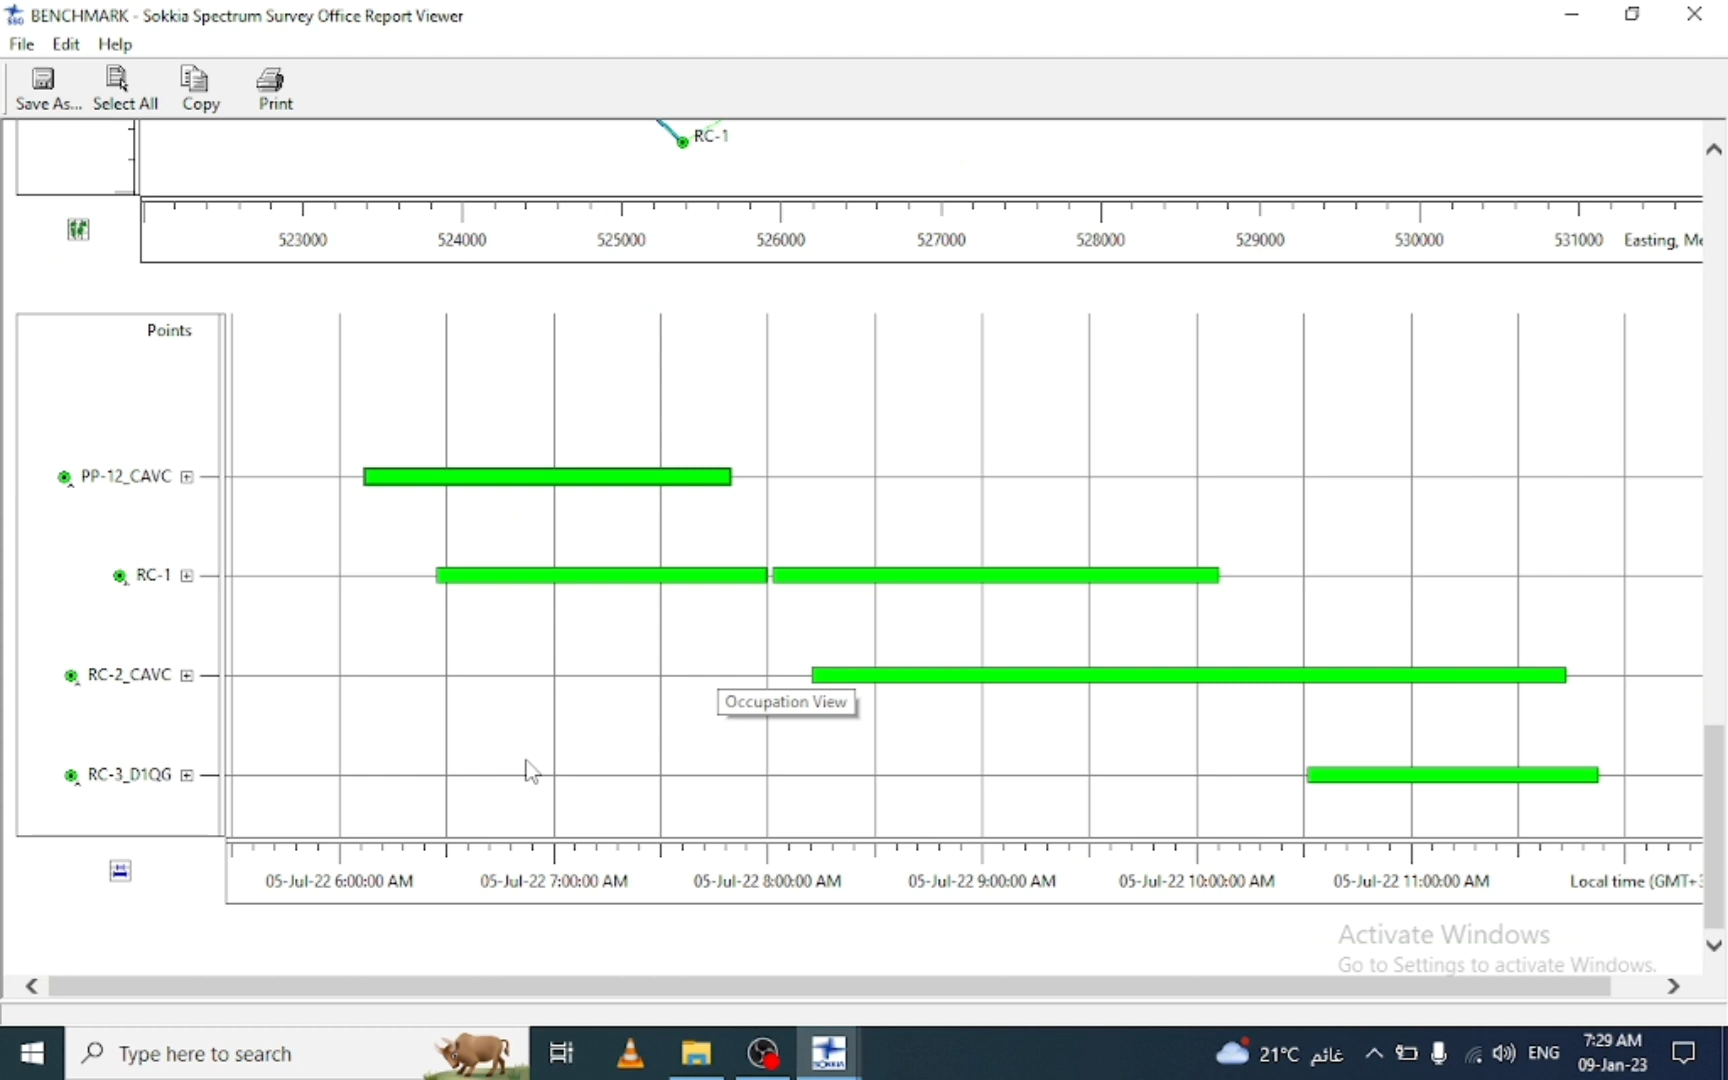 BENCHMARK - Sokkia Spectrum Survey Office Report Viewer
File Edit Help
Save As... Select All Copy Print
RC-1
523000 524000 525000 526000 527000 528000 529000 530000 531000 Easting, Me
Points
PP-12_CAVC
RC-1
RC-2_CAVC
Occupation View
RC-3_D1QG
05-Jul-22 6:00:00 AM 05-Jul-22 7:00:00 AM 05-Jul-22 8:00:00 AM 05-Jul-22 9:00:00 AM 05-Jul-22 10:00:00 AM 05-Jul-22 11:00:00 AM Local time (GMT+3
Activate Windows
Go to Settings to activate Windows.
Type here to search
SOKKIA
21°C غائم
ENG
7:29 AM
09-Jan-23